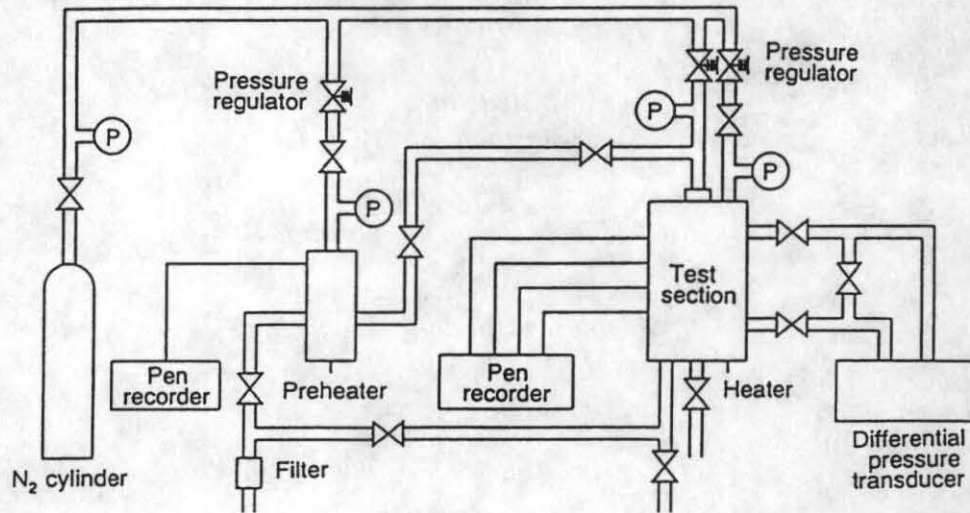 Pressure
regulator
Pressure
regulator
P
P
P
P
Test
section
Pen
recorder
Preheater
Pen
recorder
Heater
Filter
N₂ cylinder
Differential
pressure
transducer